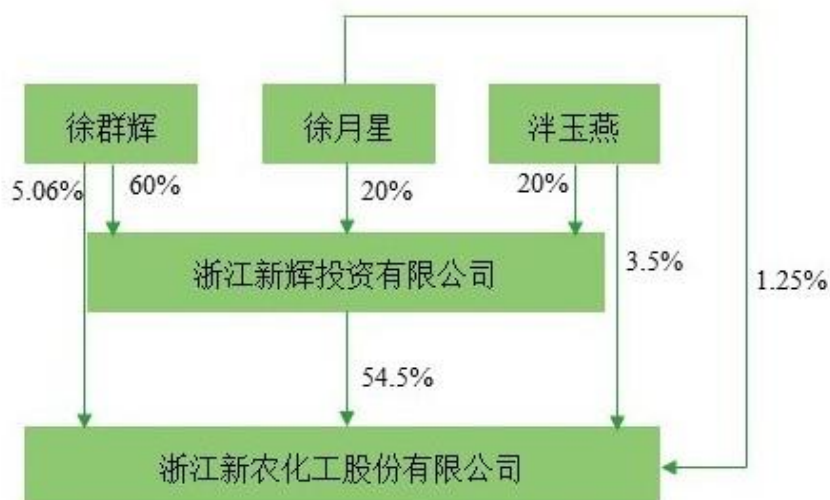 徐群辉
徐月星
泮玉燕
5.06%
60%
20%
20%
浙江新辉投资有限公司
3.5%
1.25%
54.5%
浙江新农化工股份有限公司